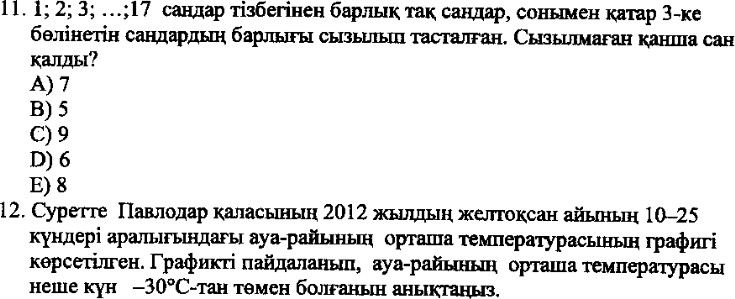 11. 1; 2; 3; …;17 сандар тізбегінен барлық тақ сандар, сонымен қатар 3-ке
бөлінетін сандардың барлығы сызылып тасталған. Сызылмаған қанша сан
қалды?
A) 7
B) 5
C) 9
D) 6
E) 8
12. Суретте Павлодар қаласының 2012 жылдың желтоқсан айының 10–25
күндері аралығындағы ауа-райының орташа температурасының графигі
көрсетілген. Графикті пайдаланып, ауа-райының орташа температурасы
неше күн –30°С-тан төмен болғанын анықтаңыз.